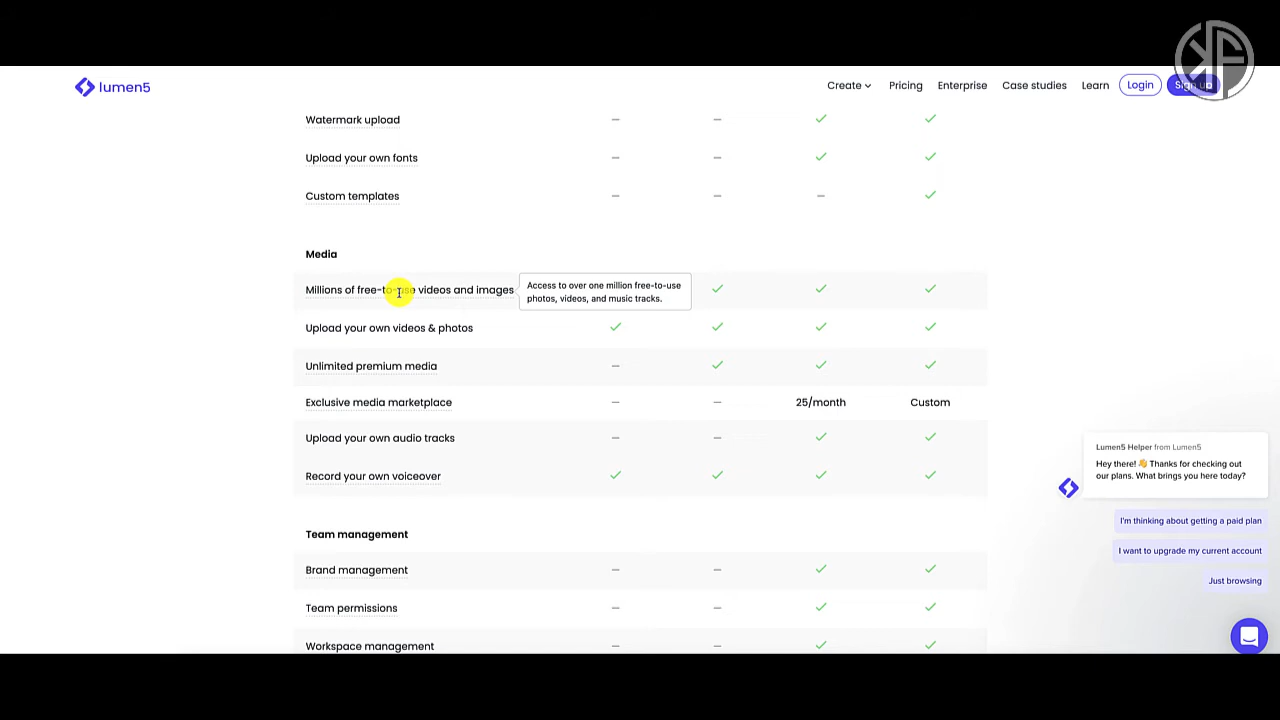 lumen5
Create
Pricing
Enterprise
Case studies
Learn
Login
Sign up
Watermark upload
Upload your own fonts
Custom templates
Media
Millions of free-to-use videos and images
Access to over one million free-to-use
photos, videos, and music tracks.
Upload your own videos & photos
Unlimited premium media
Exclusive media marketplace
25/month
Custom
Upload your own audio tracks
Record your own voiceover
Team management
Brand management
Team permissions
Workspace management
Lumen5 Helper from Lumen5
Hey there! 👋 Thanks for checking out
our plans. What brings you here today?
I'm thinking about getting a paid plan
I want to upgrade my current account
Just browsing